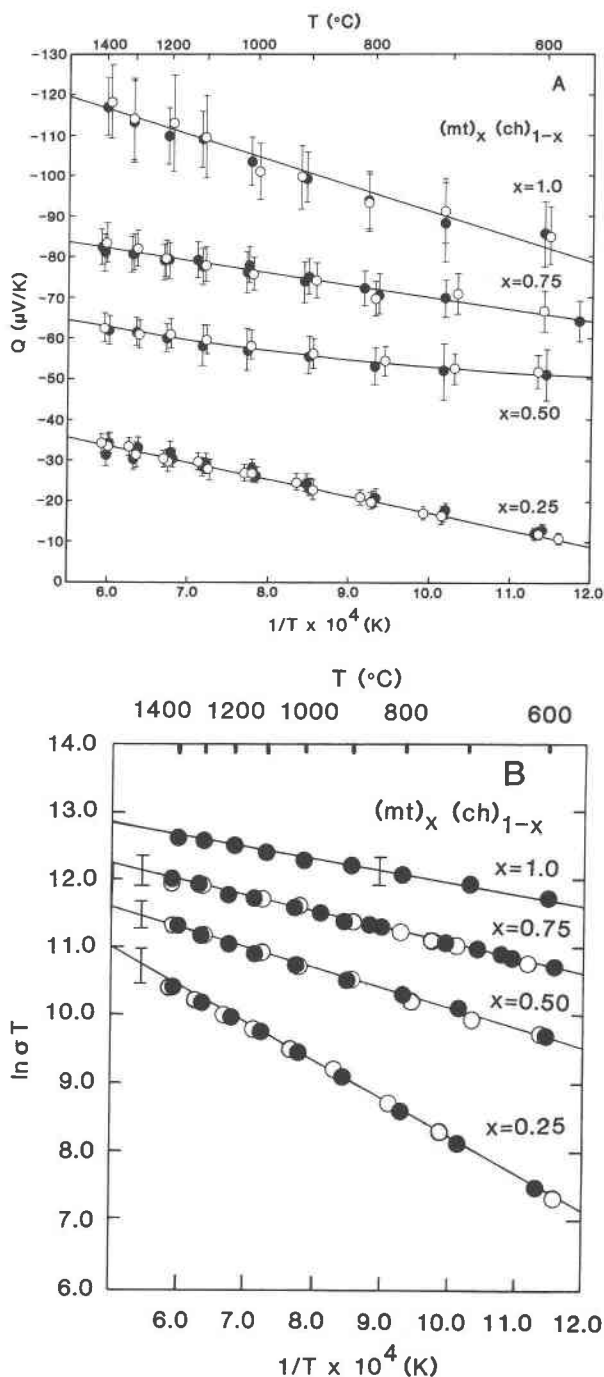 T (°C)
1400 1200 1000 800 600
-130
A
-120
(mt)x (ch)1-x
-110
x=1.0
-100
-90
-80
x=0.75
-70
-60
-50
x=0.50
-40
-30
x=0.25
-20
-10
0
Q (μV/K)
6.0 7.0 8.0 9.0 10.0 11.0 12.0
1/T x 10⁴ (K)
T (°C)
1400 1200 1000 800 600
14.0
B
(mt)x (ch)1-x
13.0
x=1.0
12.0
x=0.75
11.0
x=0.50
10.0
9.0
x=0.25
8.0
7.0
6.0
ln σ T
6.0 7.0 8.0 9.0 10.0 11.0 12.0
1/T x 10⁴ (K)